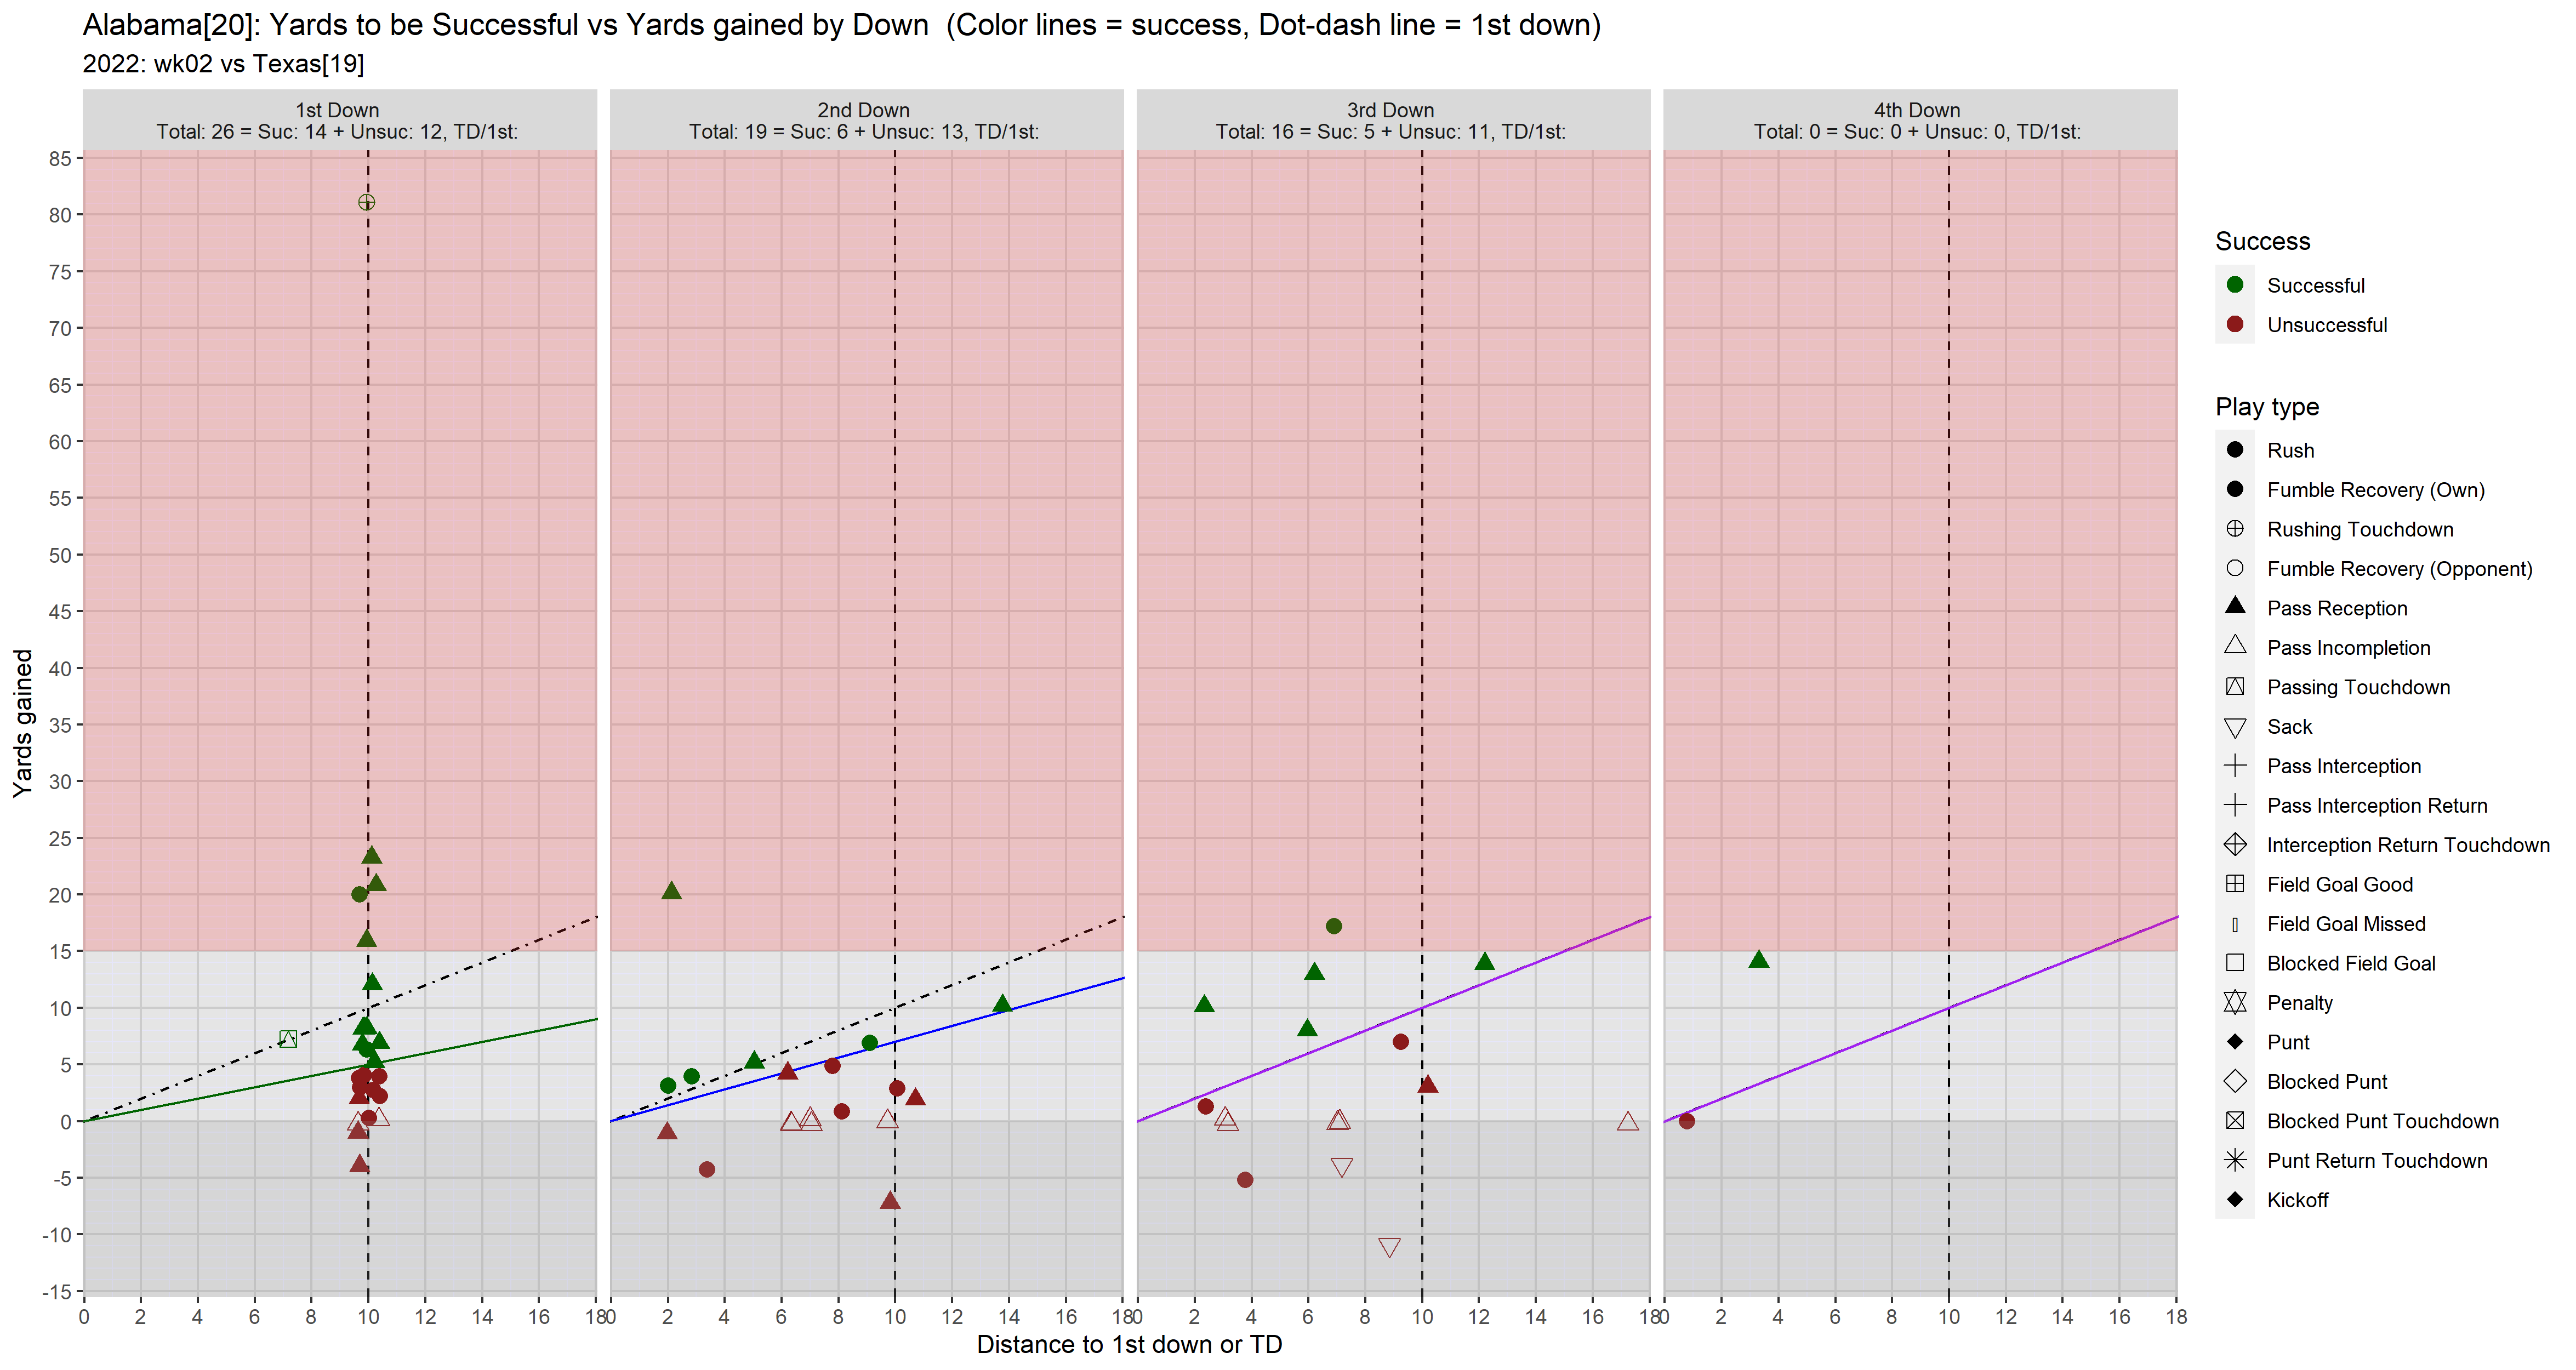 Alabama[20]: Yards to be Successful vs Yards gained by Down  (Color lines = success, Dot-dash line = 1st down)
2022: wk02 vs Texas[19]
1st Down
Total: 26 = Suc: 14 + Unsuc: 12, TD/1st:
2nd Down
Total: 19 = Suc: 6 + Unsuc: 13, TD/1st:
3rd Down
Total: 16 = Suc: 5 + Unsuc: 11, TD/1st:
4th Down
Total: 0 = Suc: 0 + Unsuc: 0, TD/1st:
85
80
75
70
65
60
55
50
45
40
35
30
25
20
15
10
5
0
-5
-10
-15
Yards gained
0 2 4 6 8 10 12 14 16 18
0 2 4 6 8 10 12 14 16 18
0 2 4 6 8 10 12 14 16 18
0 2 4 6 8 10 12 14 16 18
Distance to 1st down or TD
Success
Successful
Unsuccessful
Play type
Rush
Fumble Recovery (Own)
Rushing Touchdown
Fumble Recovery (Opponent)
Pass Reception
Pass Incompletion
Passing Touchdown
Sack
Pass Interception
Pass Interception Return
Interception Return Touchdown
Field Goal Good
Field Goal Missed
Blocked Field Goal
Penalty
Punt
Blocked Punt
Blocked Punt Touchdown
Punt Return Touchdown
Kickoff